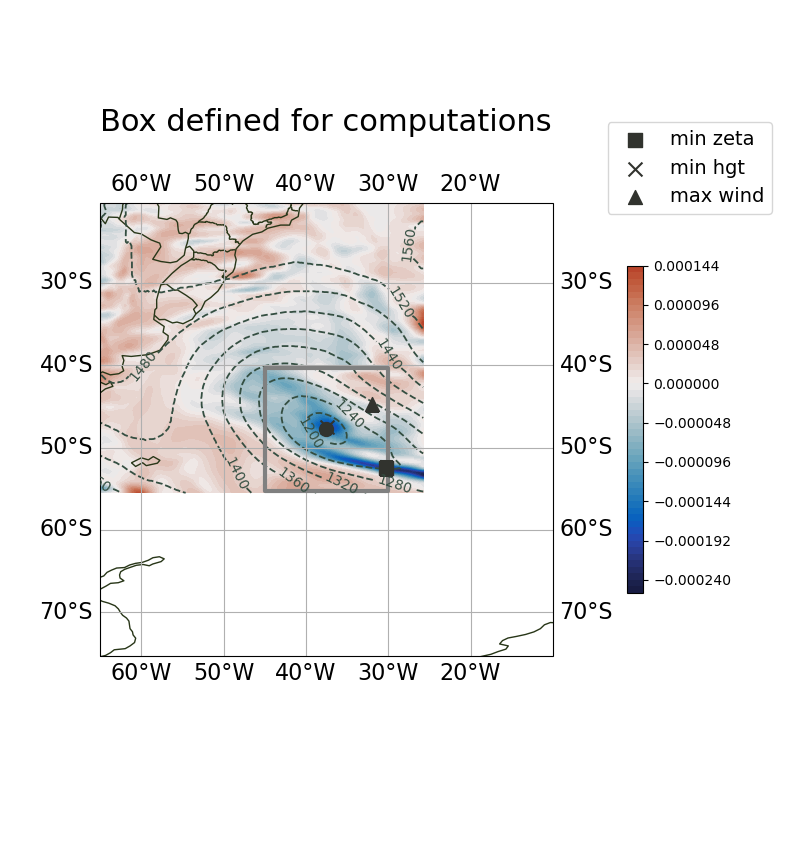 Box defined for computations
min zeta
min hgt
max wind
60°W 50°W 40°W 30°W 20°W
30°S 30°S
40°S 40°S
50°S 50°S
60°S 60°S
70°S 70°S
60°W 50°W 40°W 30°W 20°W
1560
1520
1480
1440
1240
1200
1400
1360
1320
1280
0.000144
0.000096
0.000048
0.000000
−0.000048
−0.000096
−0.000144
−0.000192
−0.000240